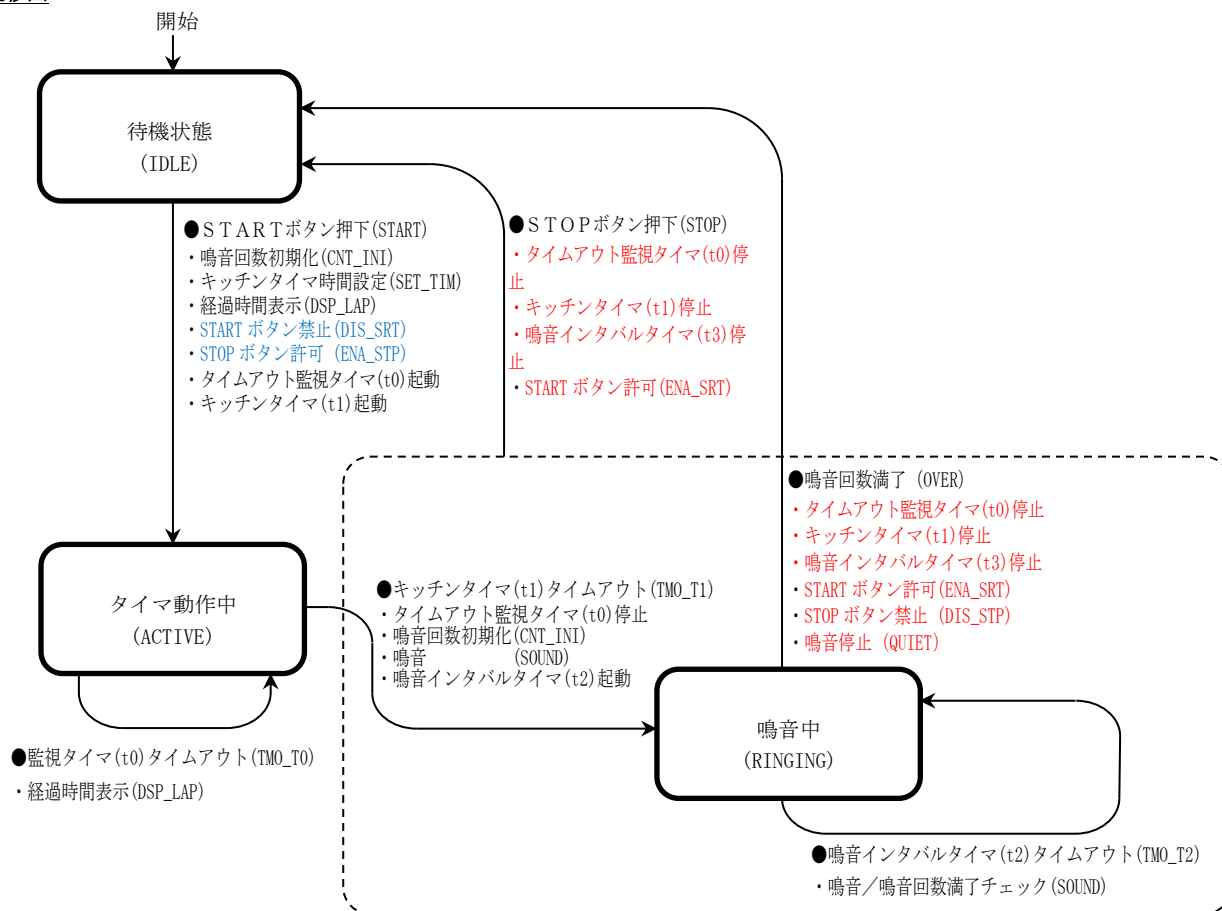 開始
待機状態
(IDLE)
●ＳＴＡＲＴボタン押下(START)
・鳴音回数初期化(CNT_INI)
・キッチンタイマ時間設定(SET_TIM)
・経過時間表示(DSP_LAP)
・START ボタン禁止(DIS_SRT)
・STOP ボタン許可 (ENA_STP)
・タイムアウト監視タイマ(t0)起動
・キッチンタイマ(t1)起動
●ＳＴＯＰボタン押下(STOP)
・タイムアウト監視タイマ(t0)停
止
・キッチンタイマ(t1)停止
・鳴音インタバルタイマ(t3)停
止
・START ボタン許可(ENA_SRT)
●鳴音回数満了 (OVER)
・タイムアウト監視タイマ(t0)停止
・キッチンタイマ(t1)停止
・鳴音インタバルタイマ(t3)停止
・START ボタン許可(ENA_SRT)
・STOP ボタン禁止 (DIS_STP)
・鳴音停止 (QUIET)
タイマ動作中
(ACTIVE)
●キッチンタイマ(t1)タイムアウト(TMO_T1)
・タイムアウト監視タイマ(t0)停止
・鳴音回数初期化(CNT_INI)
・鳴音 (SOUND)
・鳴音インタバルタイマ(t2)起動
鳴音中
(RINGING)
●監視タイマ(t0)タイムアウト(TMO_T0)
・経過時間表示(DSP_LAP)
●鳴音インタバルタイマ(t2)タイムアウト(TMO_T2)
・鳴音／鳴音回数満了チェック(SOUND)